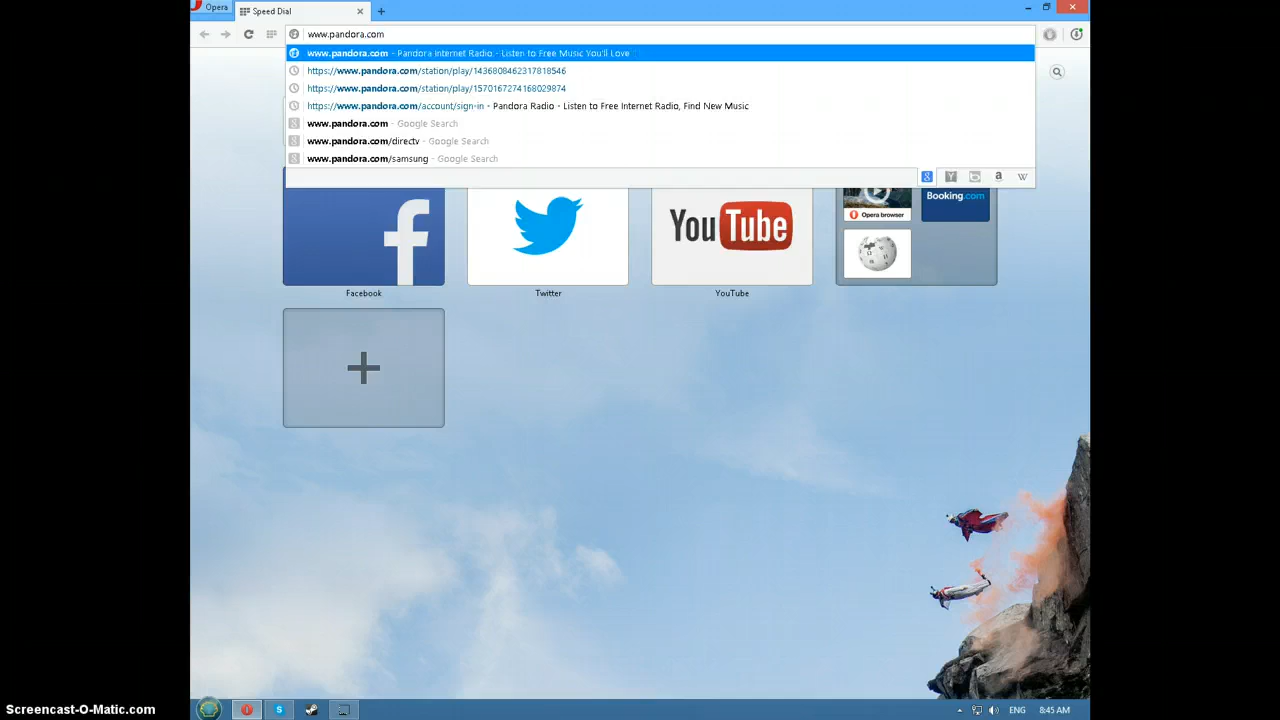 Opera
Speed Dial
www.pandora.com
www.pandora.com - Pandora Internet Radio - Listen to Free Music You'll Love
https://www.pandora.com/station/play/1436808462317818546
https://www.pandora.com/station/play/1570167274168029874
https://www.pandora.com/account/sign-in - Pandora Radio - Listen to Free Internet Radio, Find New Music
www.pandora.com - Google Search
www.pandora.com/directv - Google Search
www.pandora.com/samsung - Google Search
8 Y a W
f
YouTube
Opera browser
Booking.com
Facebook
Twitter
YouTube
Screencast-O-Matic.com
S
ENG
8:45 AM